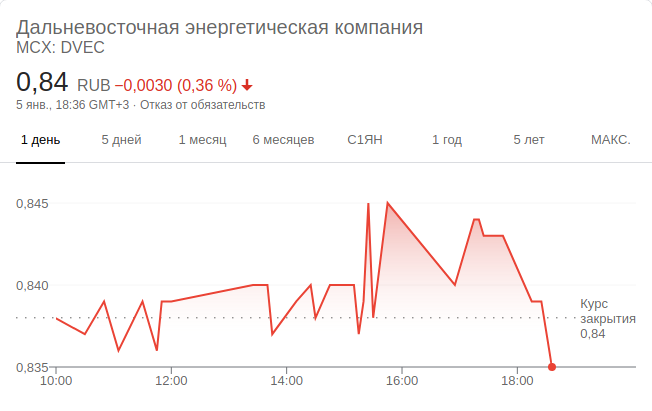 Дальневосточная энергетическая компания
MCX: DVEC
0,84 RUB −0,0030 (0,36 %)
5 янв., 18:36 GMT+3 · Отказ от обязательств
1 день 5 дней 1 месяц 6 месяцев С1ЯН 1 год 5 лет МАКС.
0,845
0,840
Курс
закрытия
0,84
0,835
10:00 12:00 14:00 16:00 18:00